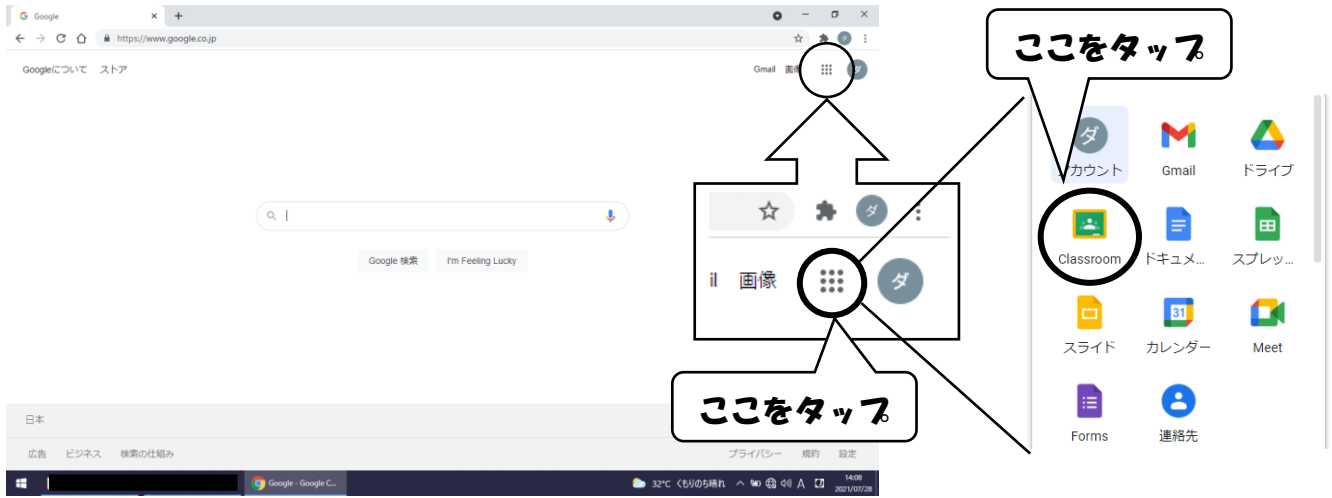 Google
https://www.google.co.jp
ダ
Googleについて ストア
Gmail 画像
ダ
Google 検索 I'm Feeling Lucky
日本
広告 ビジネス 検索の仕組み
プライバシー 規約 設定
Google - Google C...
32°C くもりのち晴れ
A
14:08
2021/07/28
ダ
il 画像
ダ
ここをタップ
ここをタップ
ダ
アカウント Gmail ドライブ
Classroom ドキュメ... スプレッ...
31
スライド カレンダー Meet
Forms 連絡先